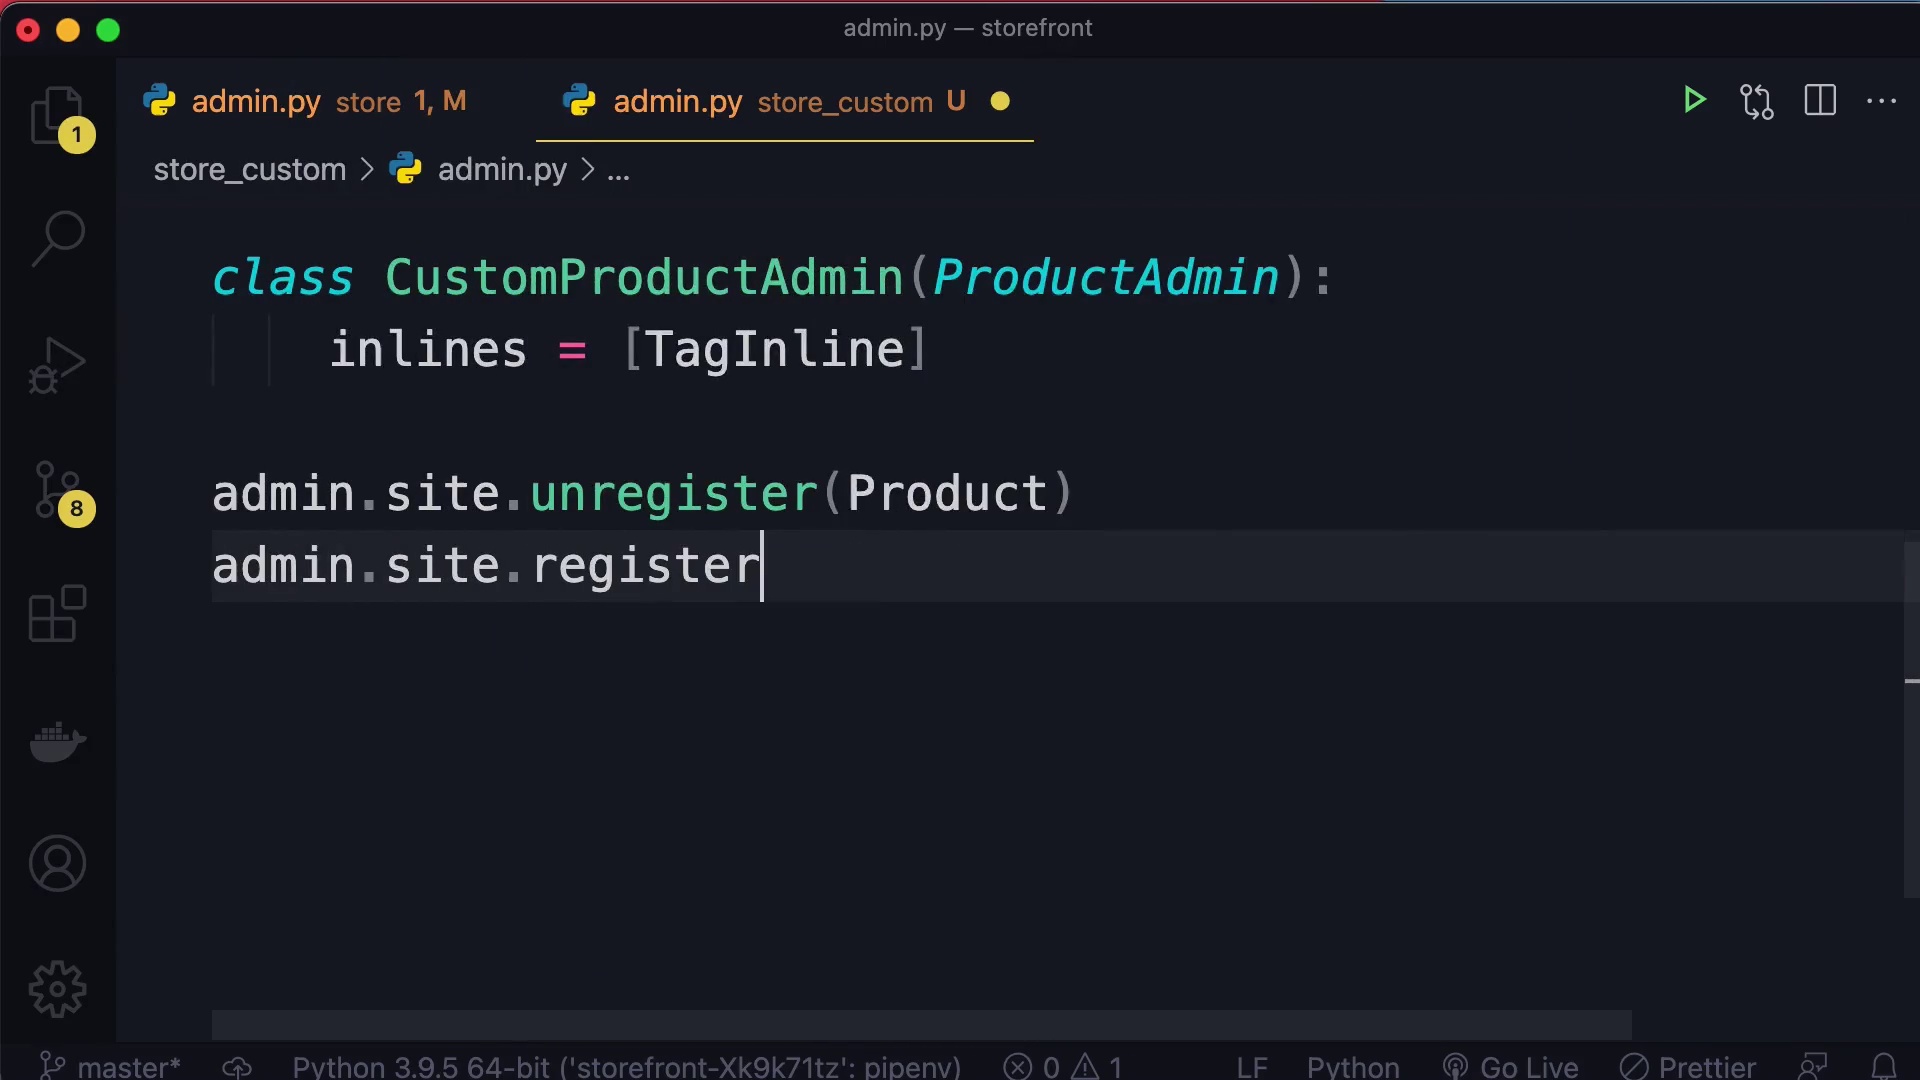 admin.py — storefront
admin.py store 1, M
admin.py store_custom U
store_custom > admin.py > ...
1
class CustomProductAdmin(ProductAdmin):
inlines = [TagInline]
admin.site.unregister(Product)
8
admin.site.register
master* Python 3.9.5 64-bit ('storefront-Xk9k71tz': pipenv) 0 1 LF Python Go Live Prettier